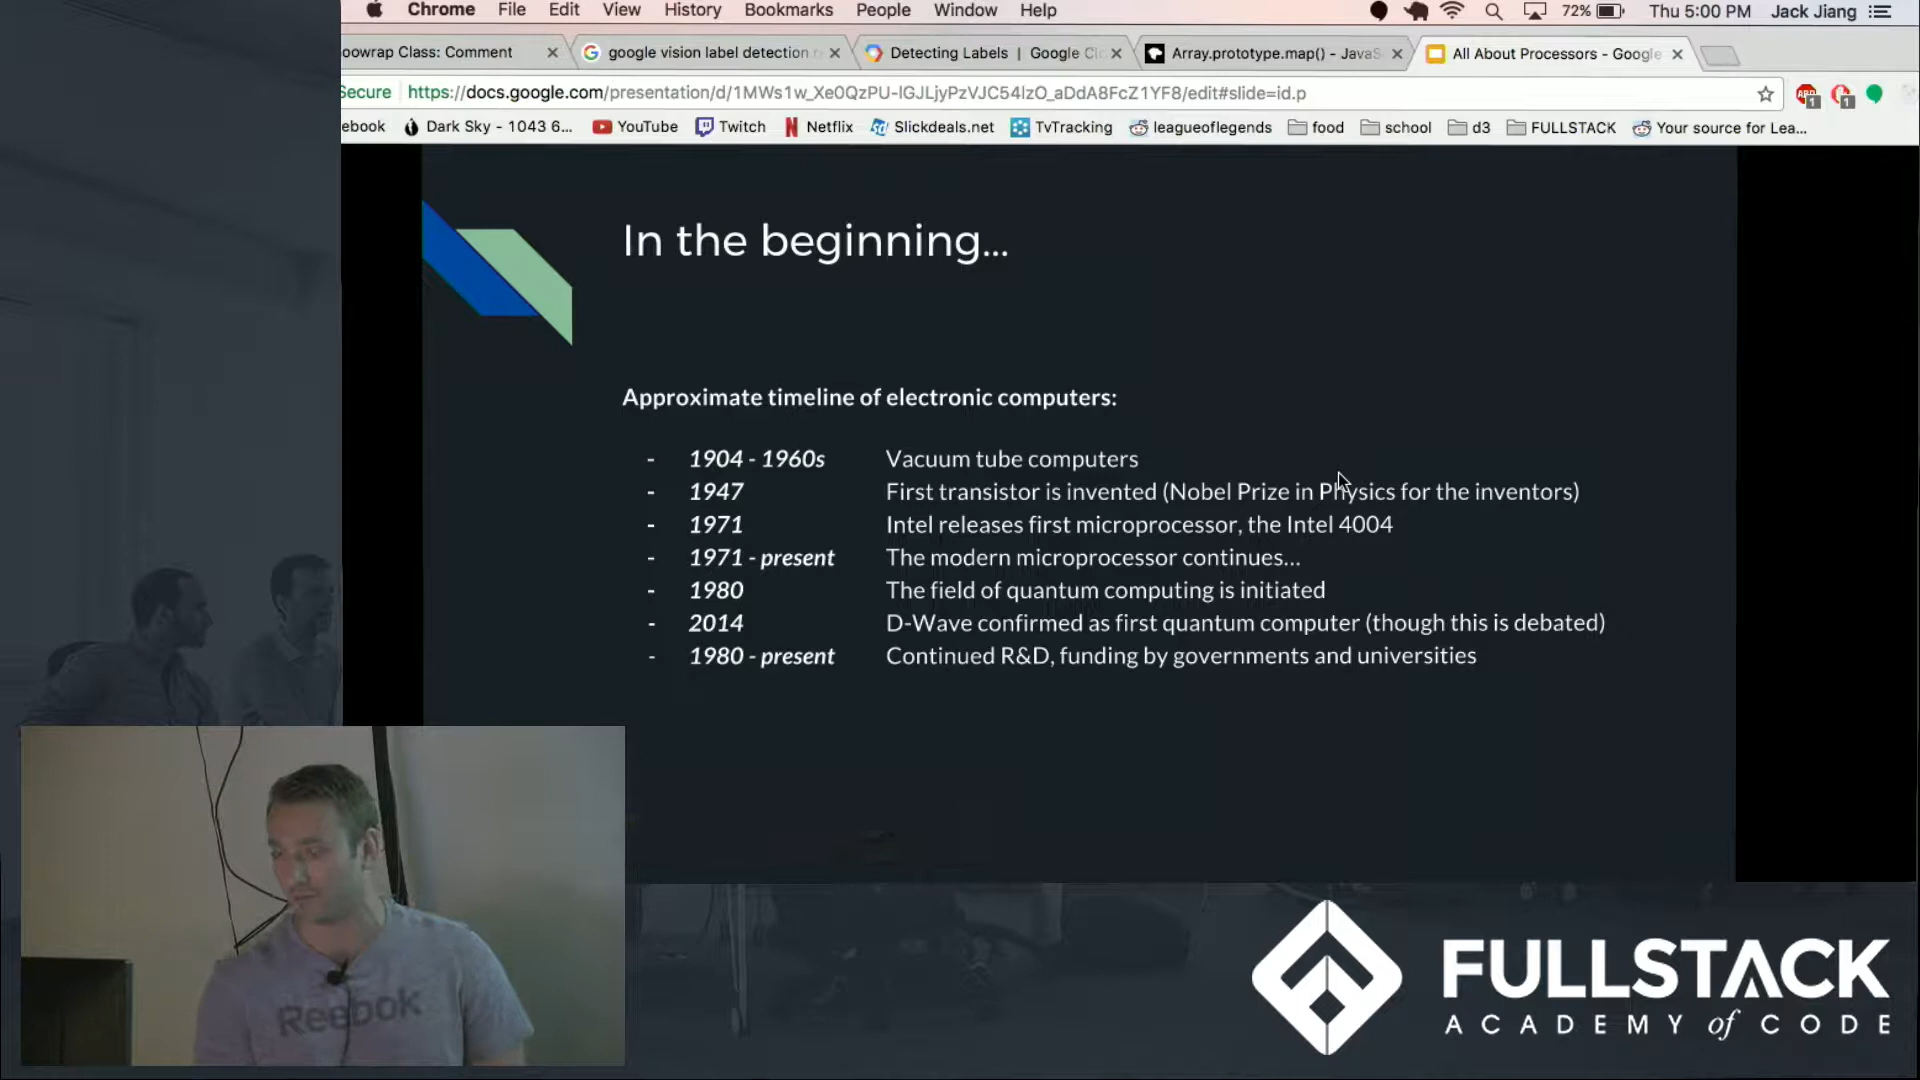 Chrome File Edit View History Bookmarks People Window Help 72% Thu 5:00 PM Jack Jiang
oowrap Class: Comment google vision label detection Detecting Labels | Google Clo Array.prototype.map() - JavaS All About Processors - Google
Secure https://docs.google.com/presentation/d/1MWs1w_Xe0QzPU-lGJLjyPzVJC54lzO_aDdA8FcZ1YF8/edit#slide=id.p
ebook Dark Sky - 1043 6... YouTube Twitch Netflix Slickdeals.net TvTracking leagueoflegends food school d3 FULLSTACK Your source for Lea...
In the beginning...
Approximate timeline of electronic computers:
- 1904 - 1960s Vacuum tube computers
- 1947 First transistor is invented (Nobel Prize in Physics for the inventors)
- 1971 Intel releases first microprocessor, the Intel 4004
- 1971 - present The modern microprocessor continues...
- 1980 The field of quantum computing is initiated
- 2014 D-Wave confirmed as first quantum computer (though this is debated)
- 1980 - present Continued R&D, funding by governments and universities
Reebok
FULLSTACK
ACADEMY of CODE